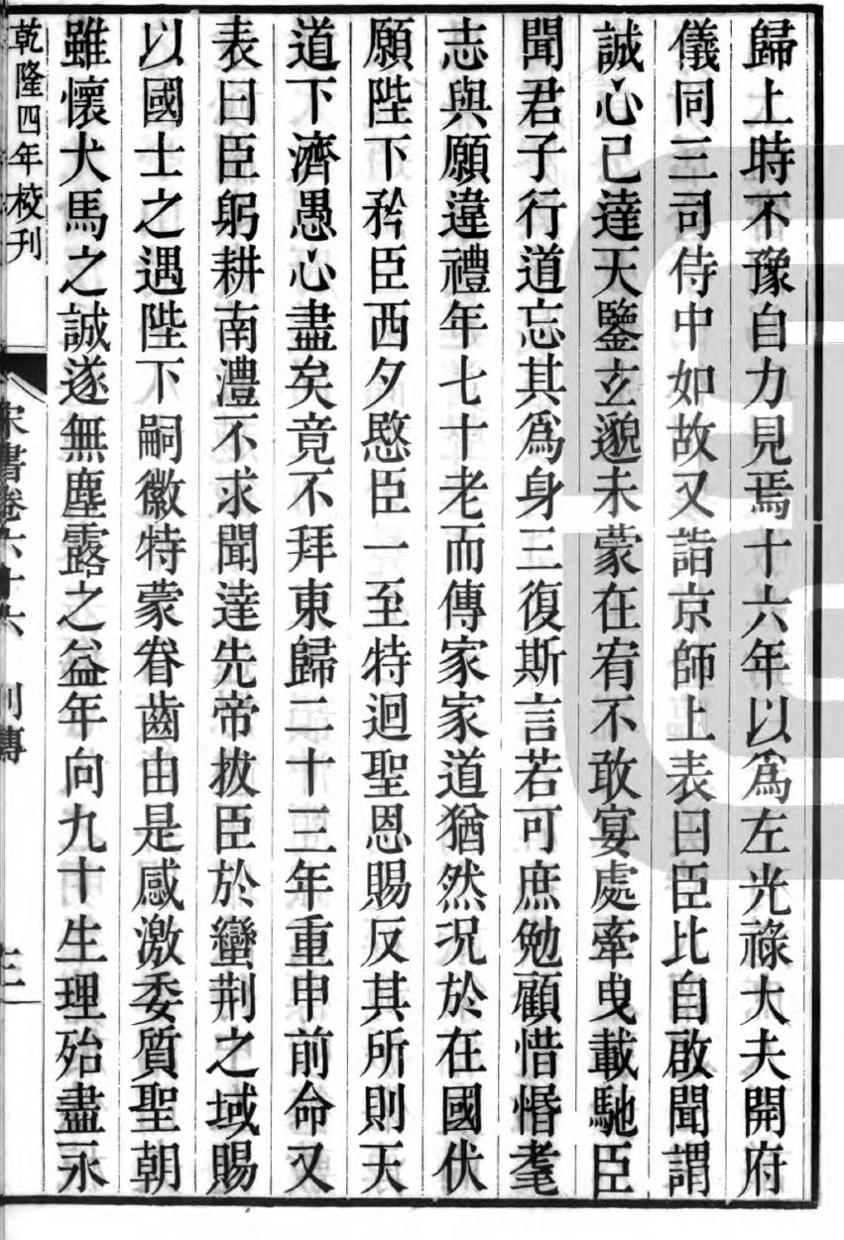 歸上時不豫自力見焉十六年以爲左光祿大夫開府
儀同三司侍中如故又詣京師上表曰臣比自啟聞謂
誠心已達天鑒玄邈未蒙在宥不敢宴處牽曳載馳臣
聞君子行道忘其爲身三復斯言若可庶勉顧惜惛耄
志與願違禮年七十老而傳家家道猶然況於在國伏
願陛下矜臣西夕愍臣一至特迴聖恩賜反其所則天
道下濟愚心盡矣竟不拜東歸二十三年重申前命又
表曰臣躬耕南澧不求聞達先帝拔臣於蠻荆之域賜
以國士之遇陛下嗣徽特蒙眷齒由是感激委質聖朝
雖懷犬馬之誠遂無塵露之益年向九十生理殆盡永
乾隆四年校刊
宋書卷六十六 列傳 三